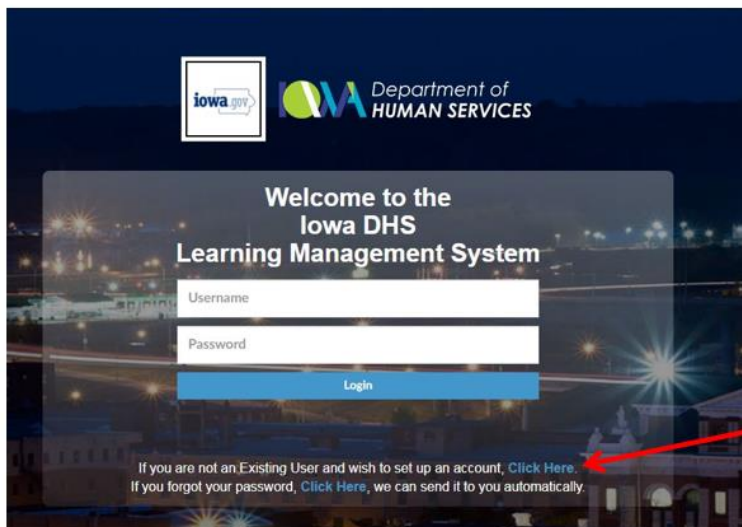 iowa.gov
IOWA Department of
HUMAN SERVICES
Welcome to the
Iowa DHS
Learning Management System
Username
Password
Login
If you are not an Existing User and wish to set up an account, Click Here.
If you forgot your password, Click Here, we can send it to you automatically.